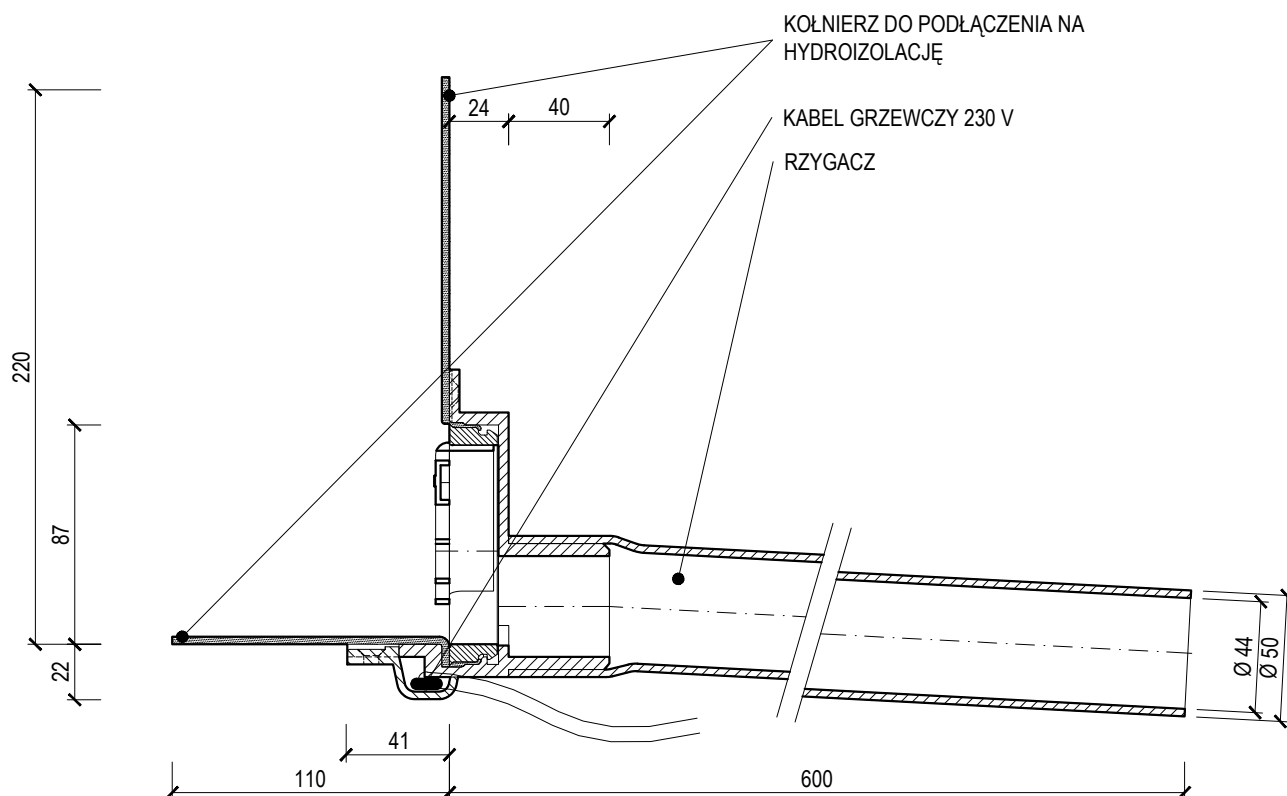 KOŁNIERZ DO PODŁĄCZENIA NA
HYDROIZOLACJĘ
24
40
KABEL GRZEWCZY 230 V
RZYGACZ
220
87
22
Ø 44
Ø 50
41
110
600